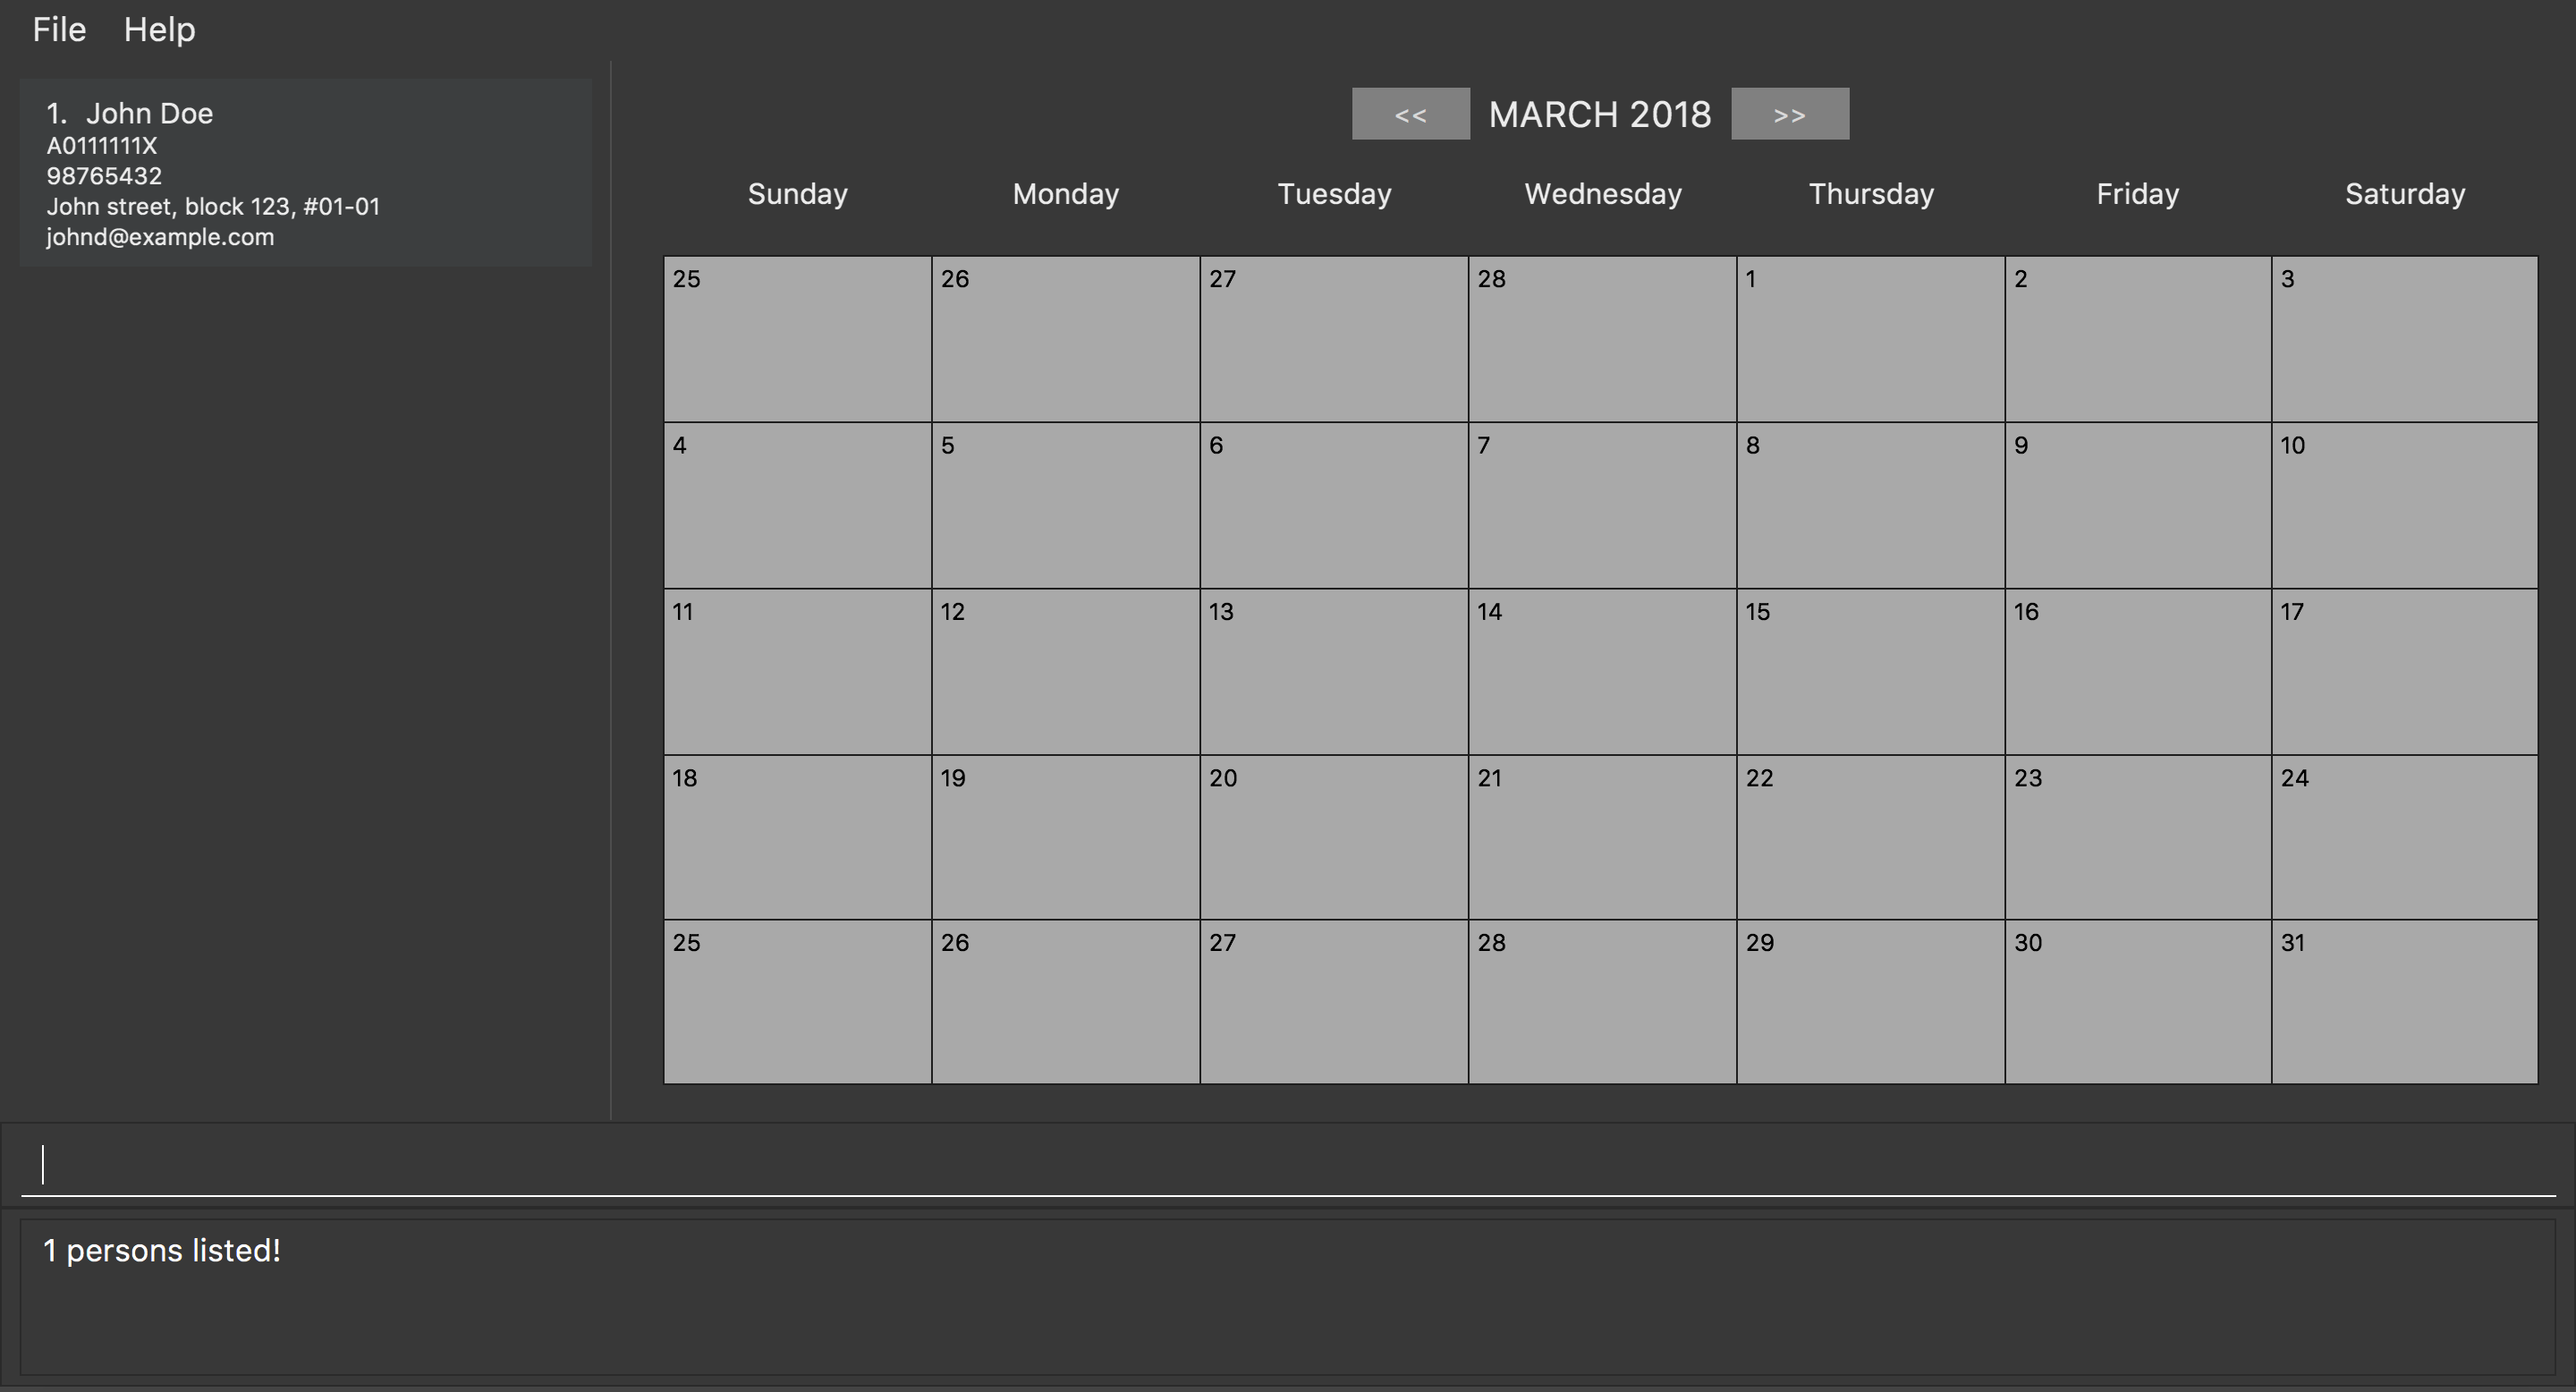 File Help
1. John Doe
A0111111X
98765432
John street, block 123, #01-01
johnd@example.com
<< MARCH 2018 >>
Sunday Monday Tuesday Wednesday Thursday Friday Saturday
25 26 27 28 1 2 3
4 5 6 7 8 9 10
11 12 13 14 15 16 17
18 19 20 21 22 23 24
25 26 27 28 29 30 31
1 persons listed!